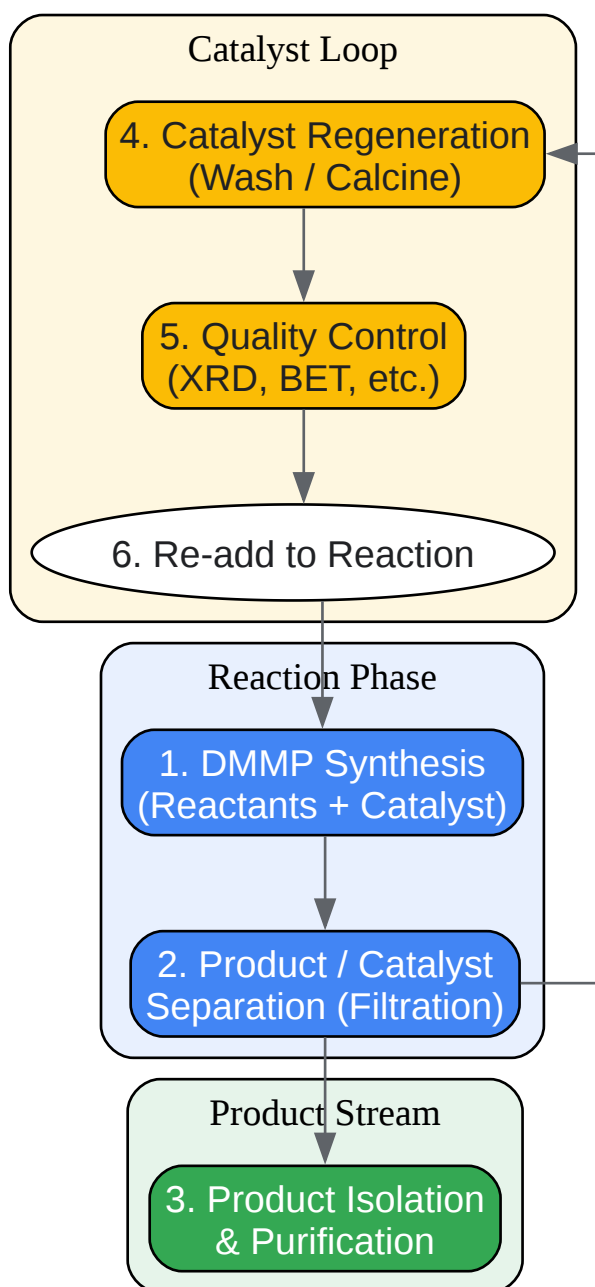 Catalyst Loop
4. Catalyst Regeneration
(Wash / Calcine)
5. Quality Control
(XRD, BET, etc.)
6. Re-add to Reaction
Reaction Phase
1. DMMP Synthesis
(Reactants + Catalyst)
2. Product / Catalyst
Separation (Filtration)
Product Stream
3. Product Isolation
& Purification